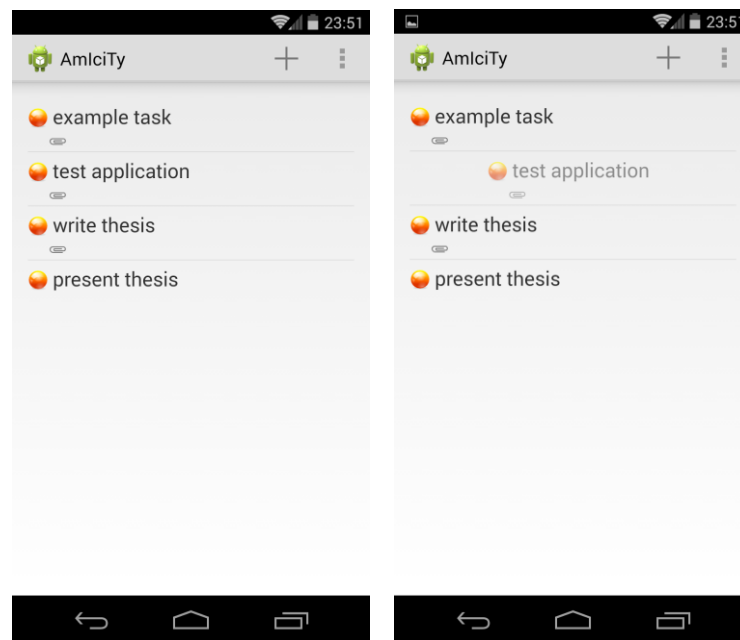 23:51
AmIciTy
example task
test application
write thesis
present thesis
23:51
AmIciTy
example task
test application
write thesis
present thesis